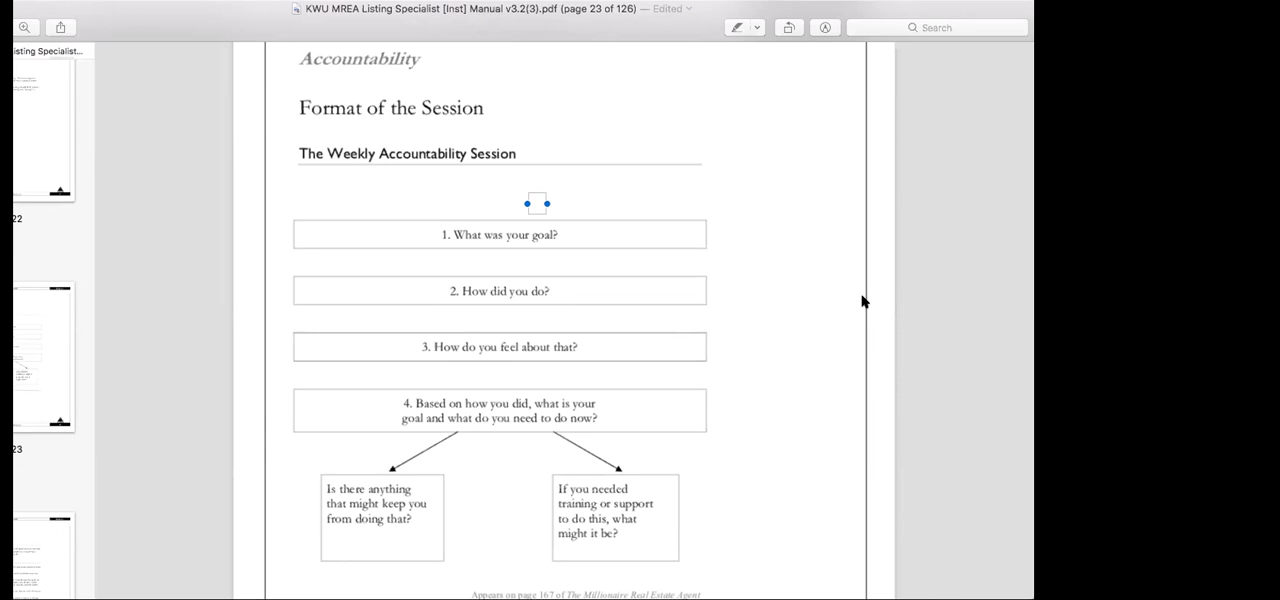 KWU MREA Listing Specialist [Inst] Manual v3.2(3).pdf (page 23 of 126) — Edited
Search
isting Specialist...
22
23
Accountability
Format of the Session
The Weekly Accountability Session
1. What was your goal?
2. How did you do?
3. How do you feel about that?
4. Based on how you did, what is your
goal and what do you need to do now?
Is there anything
that might keep you
from doing that?
If you needed
training or support
to do this, what
might it be?
Appears on page 167 of The Millionaire Real Estate Agent